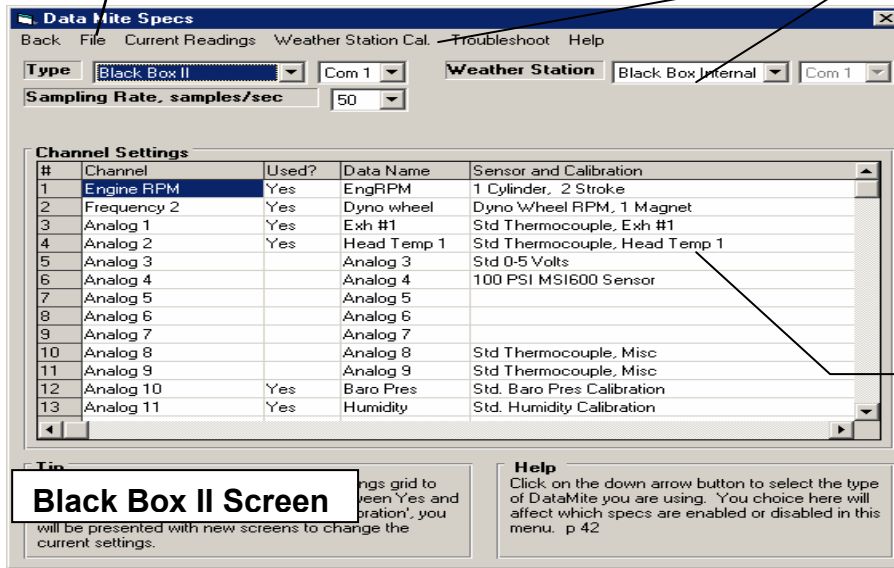 Data Mite Specs
Back File Current Readings Weather Station Cal. Troubleshoot Help
Type Black Box II Com 1 Weather Station Black Box Internal Com 1
Sampling Rate, samples/sec 50
Channel Settings
# Channel Used? Data Name Sensor and Calibration
1 Engine RPM Yes EngRPM 1 Cylinder, 2 Stroke
2 Frequency 2 Yes Dyno wheel Dyno Wheel RPM, 1 Magnet
3 Analog 1 Yes Exh #1 Std Thermocouple, Exh #1
4 Analog 2 Yes Head Temp 1 Std Thermocouple, Head Temp 1
5 Analog 3 Analog 3 Std 0-5 Volts
6 Analog 4 Analog 4 100 PSI MSI600 Sensor
7 Analog 5 Analog 5
8 Analog 6 Analog 6
9 Analog 7 Analog 7
10 Analog 8 Analog 8 Std Thermocouple, Misc
11 Analog 9 Analog 9 Std Thermocouple, Misc
12 Analog 10 Yes Baro Pres Std. Baro Pres Calibration
13 Analog 11 Yes Humidity Std. Humidity Calibration
Tip
ngs grid to
Yes and
bration', you
will be presented with new screens to change the
current settings.
Black Box II Screen
Help
Click on the down arrow button to select the type
of DataMite you are using. You choice here will
affect which specs are enabled or disabled in this
menu. p 42